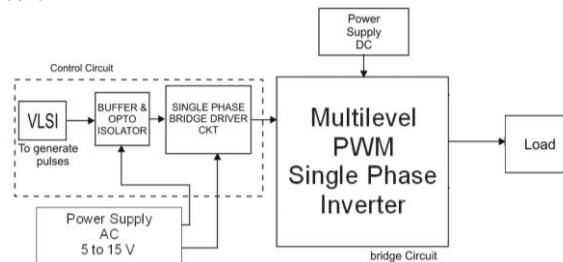 Power
Supply
DC
Control Circuit
VLSI
To generate
pulses
BUFFER &
OPTO
ISOLATOR
SINGLE PHASE
BRIDGE DRIVER
CKT
Multilevel
PWM
Single Phase
Inverter
Load
Power Supply
AC
5 to 15 V
bridge Circuit